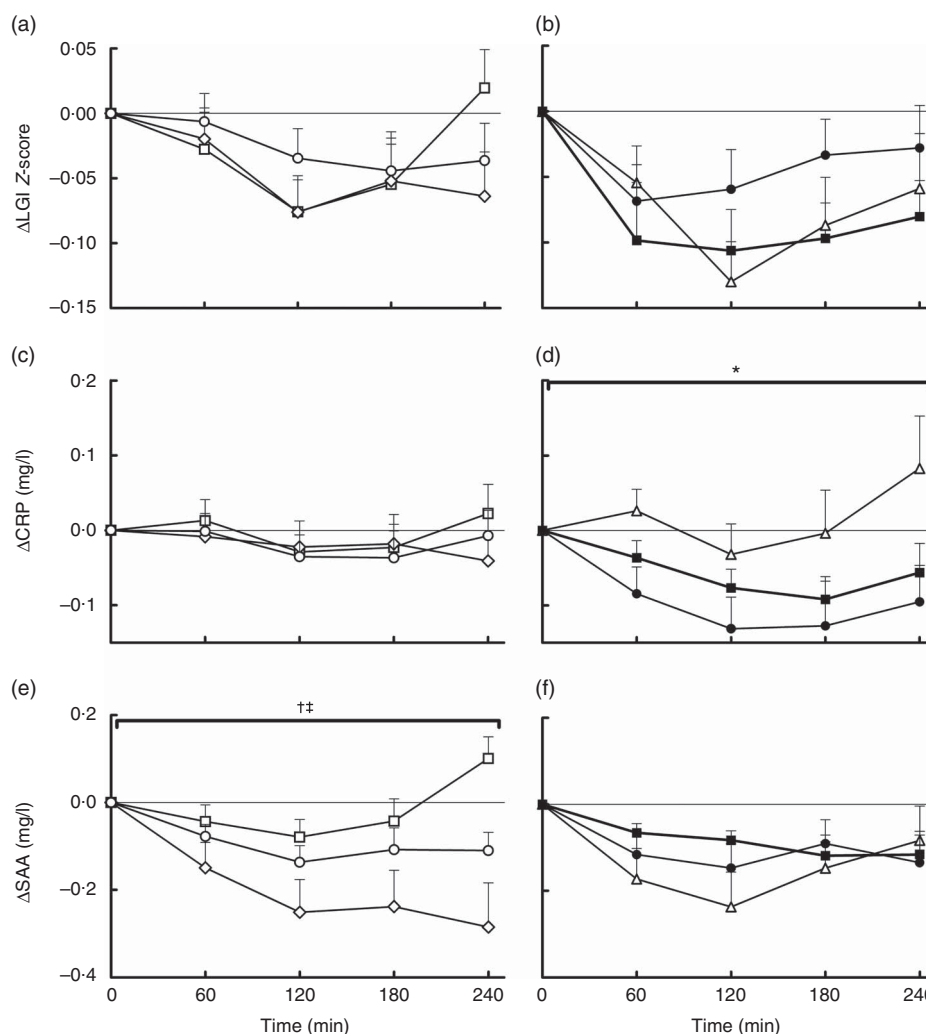 (a)
0·05
0·00
–0·05
–0·10
–0·15
ΔLGI Z-score
(b)
(c)
0·2
0·1
0·0
–0·1
ΔCRP (mg/l)
(d)
*
(e)
0·2
0·0
–0·2
–0·4
ΔSAA (mg/l)
†‡
0 60 120 180 240
Time (min)
(f)
0 60 120 180 240
Time (min)